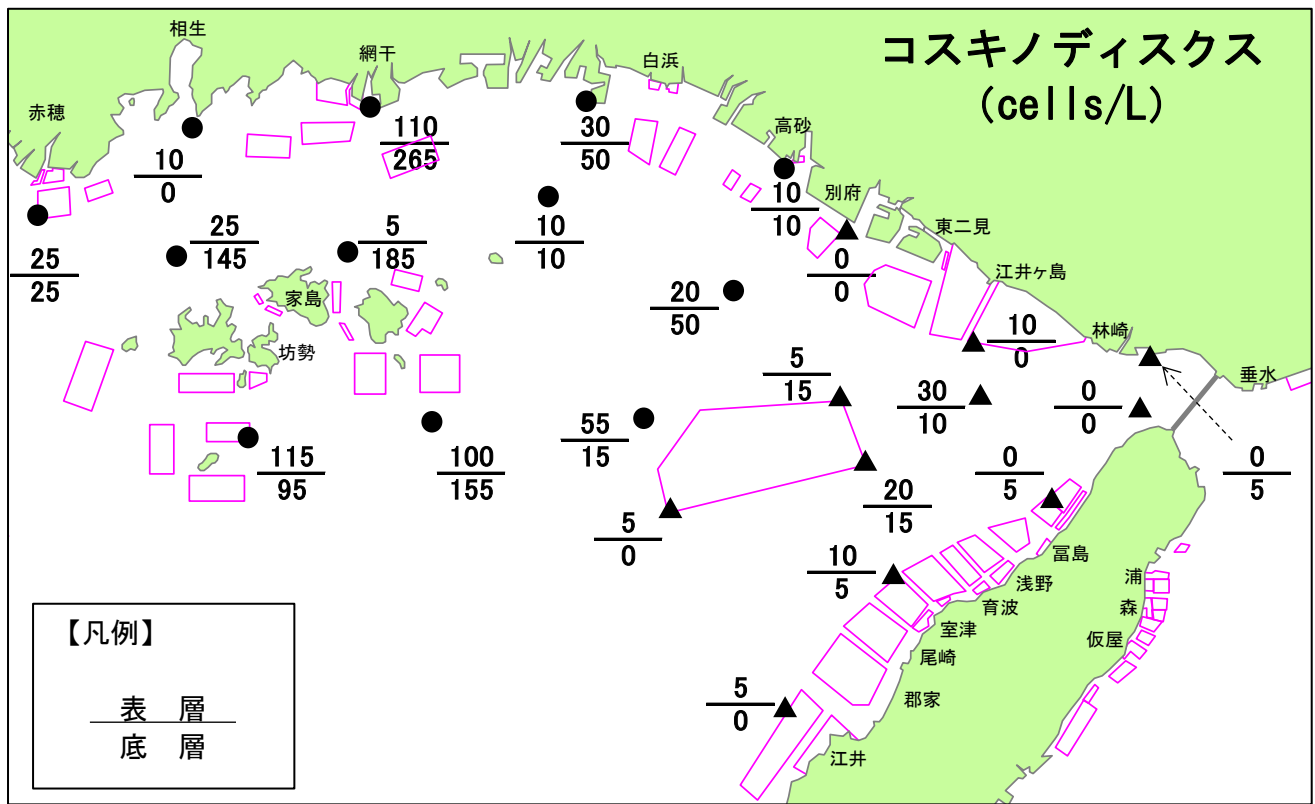 コスキノディスクス
(cells/L)
相生
網干
白浜
赤穂
高砂
別府
東二見
江井ヶ島
林崎
垂水
家島
坊勢
10
0
110
265
30
50
10
10
25
25
25
145
5
185
10
10
0
0
20
50
10
0
5
15
30
10
0
0
0
5
0
5
115
95
100
155
55
15
20
15
5
0
10
5
5
0
冨島
浅野
育波
室津
尾崎
郡家
江井
浦
森
仮屋
【凡例】
表 層
底 層